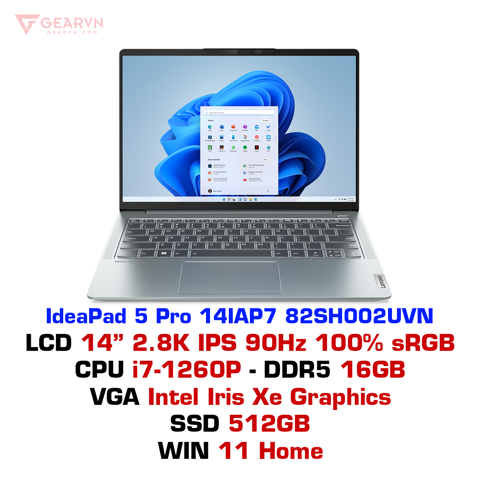 GEARVN
GEARVN.COM
Lenovo
IdeaPad 5 Pro 14IAP7 82SH002UVN
LCD 14” 2.8K IPS 90Hz 100% sRGB
CPU i7-1260P - DDR5 16GB
VGA Intel Iris Xe Graphics
SSD 512GB
WIN 11 Home